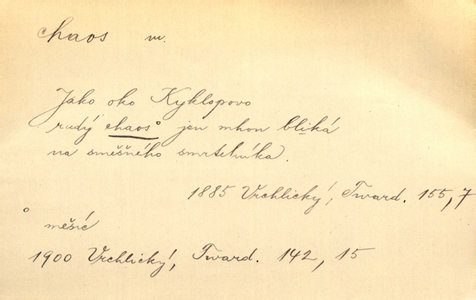 chaos m.
Jako oko Kyklopovo
rudý chaos° jen mhou bliká
na směšného smrtelníka.
1885 Vrchlický, Tward. 155, 7
° měsíc
1900 Vrchlický, Tward. 142, 15